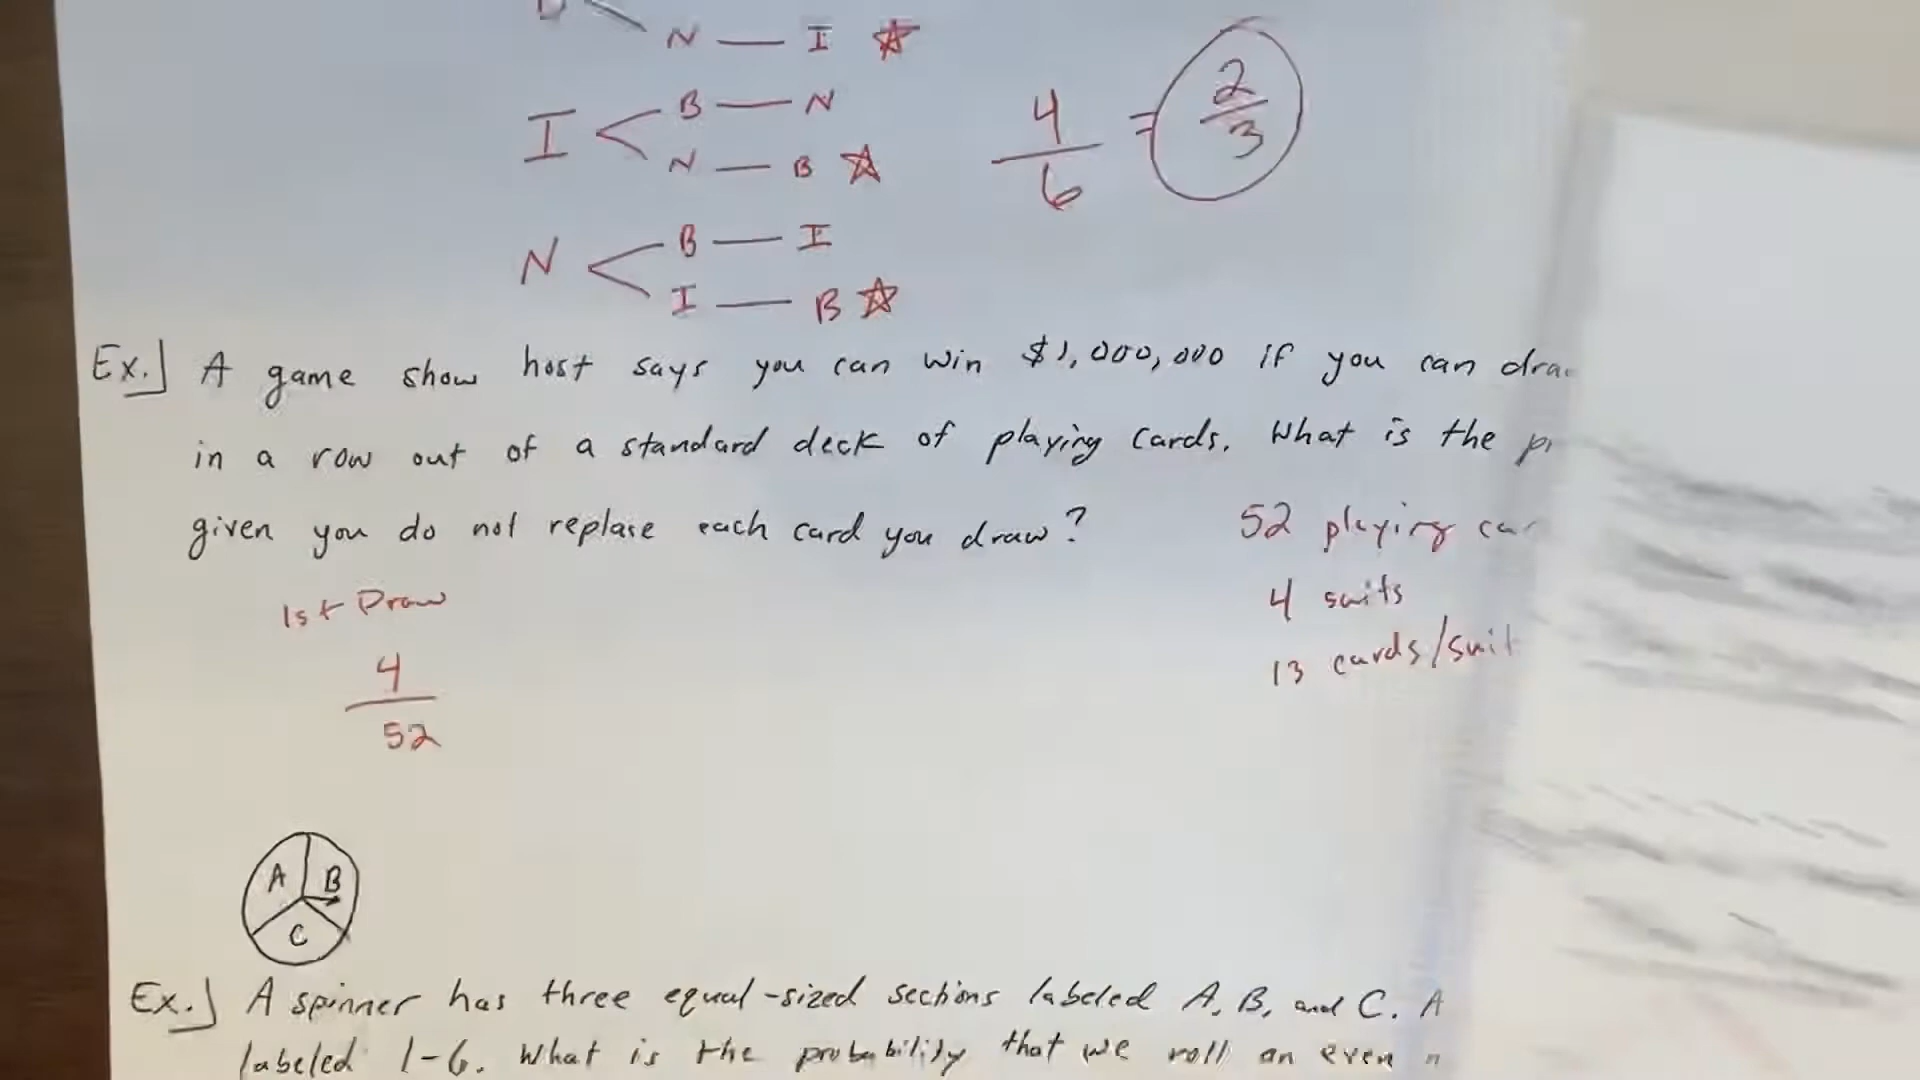 N — I ☆
I < B — N
N — B ☆
4/6 = 2/3
N < B — I
I — B ☆
Ex.] A game show host says you can win $1,000,000 if you can
in a row out of a standard deck of playing cards. What is the
given you do not replace each card you draw?
52 playing
4 suits
13 cards/suit
1st Draw
4
52
A B
C
Ex.] A spinner has three equal-sized sections labeled A, B, and C. A
labeled 1-6. What is the probability that we roll an even